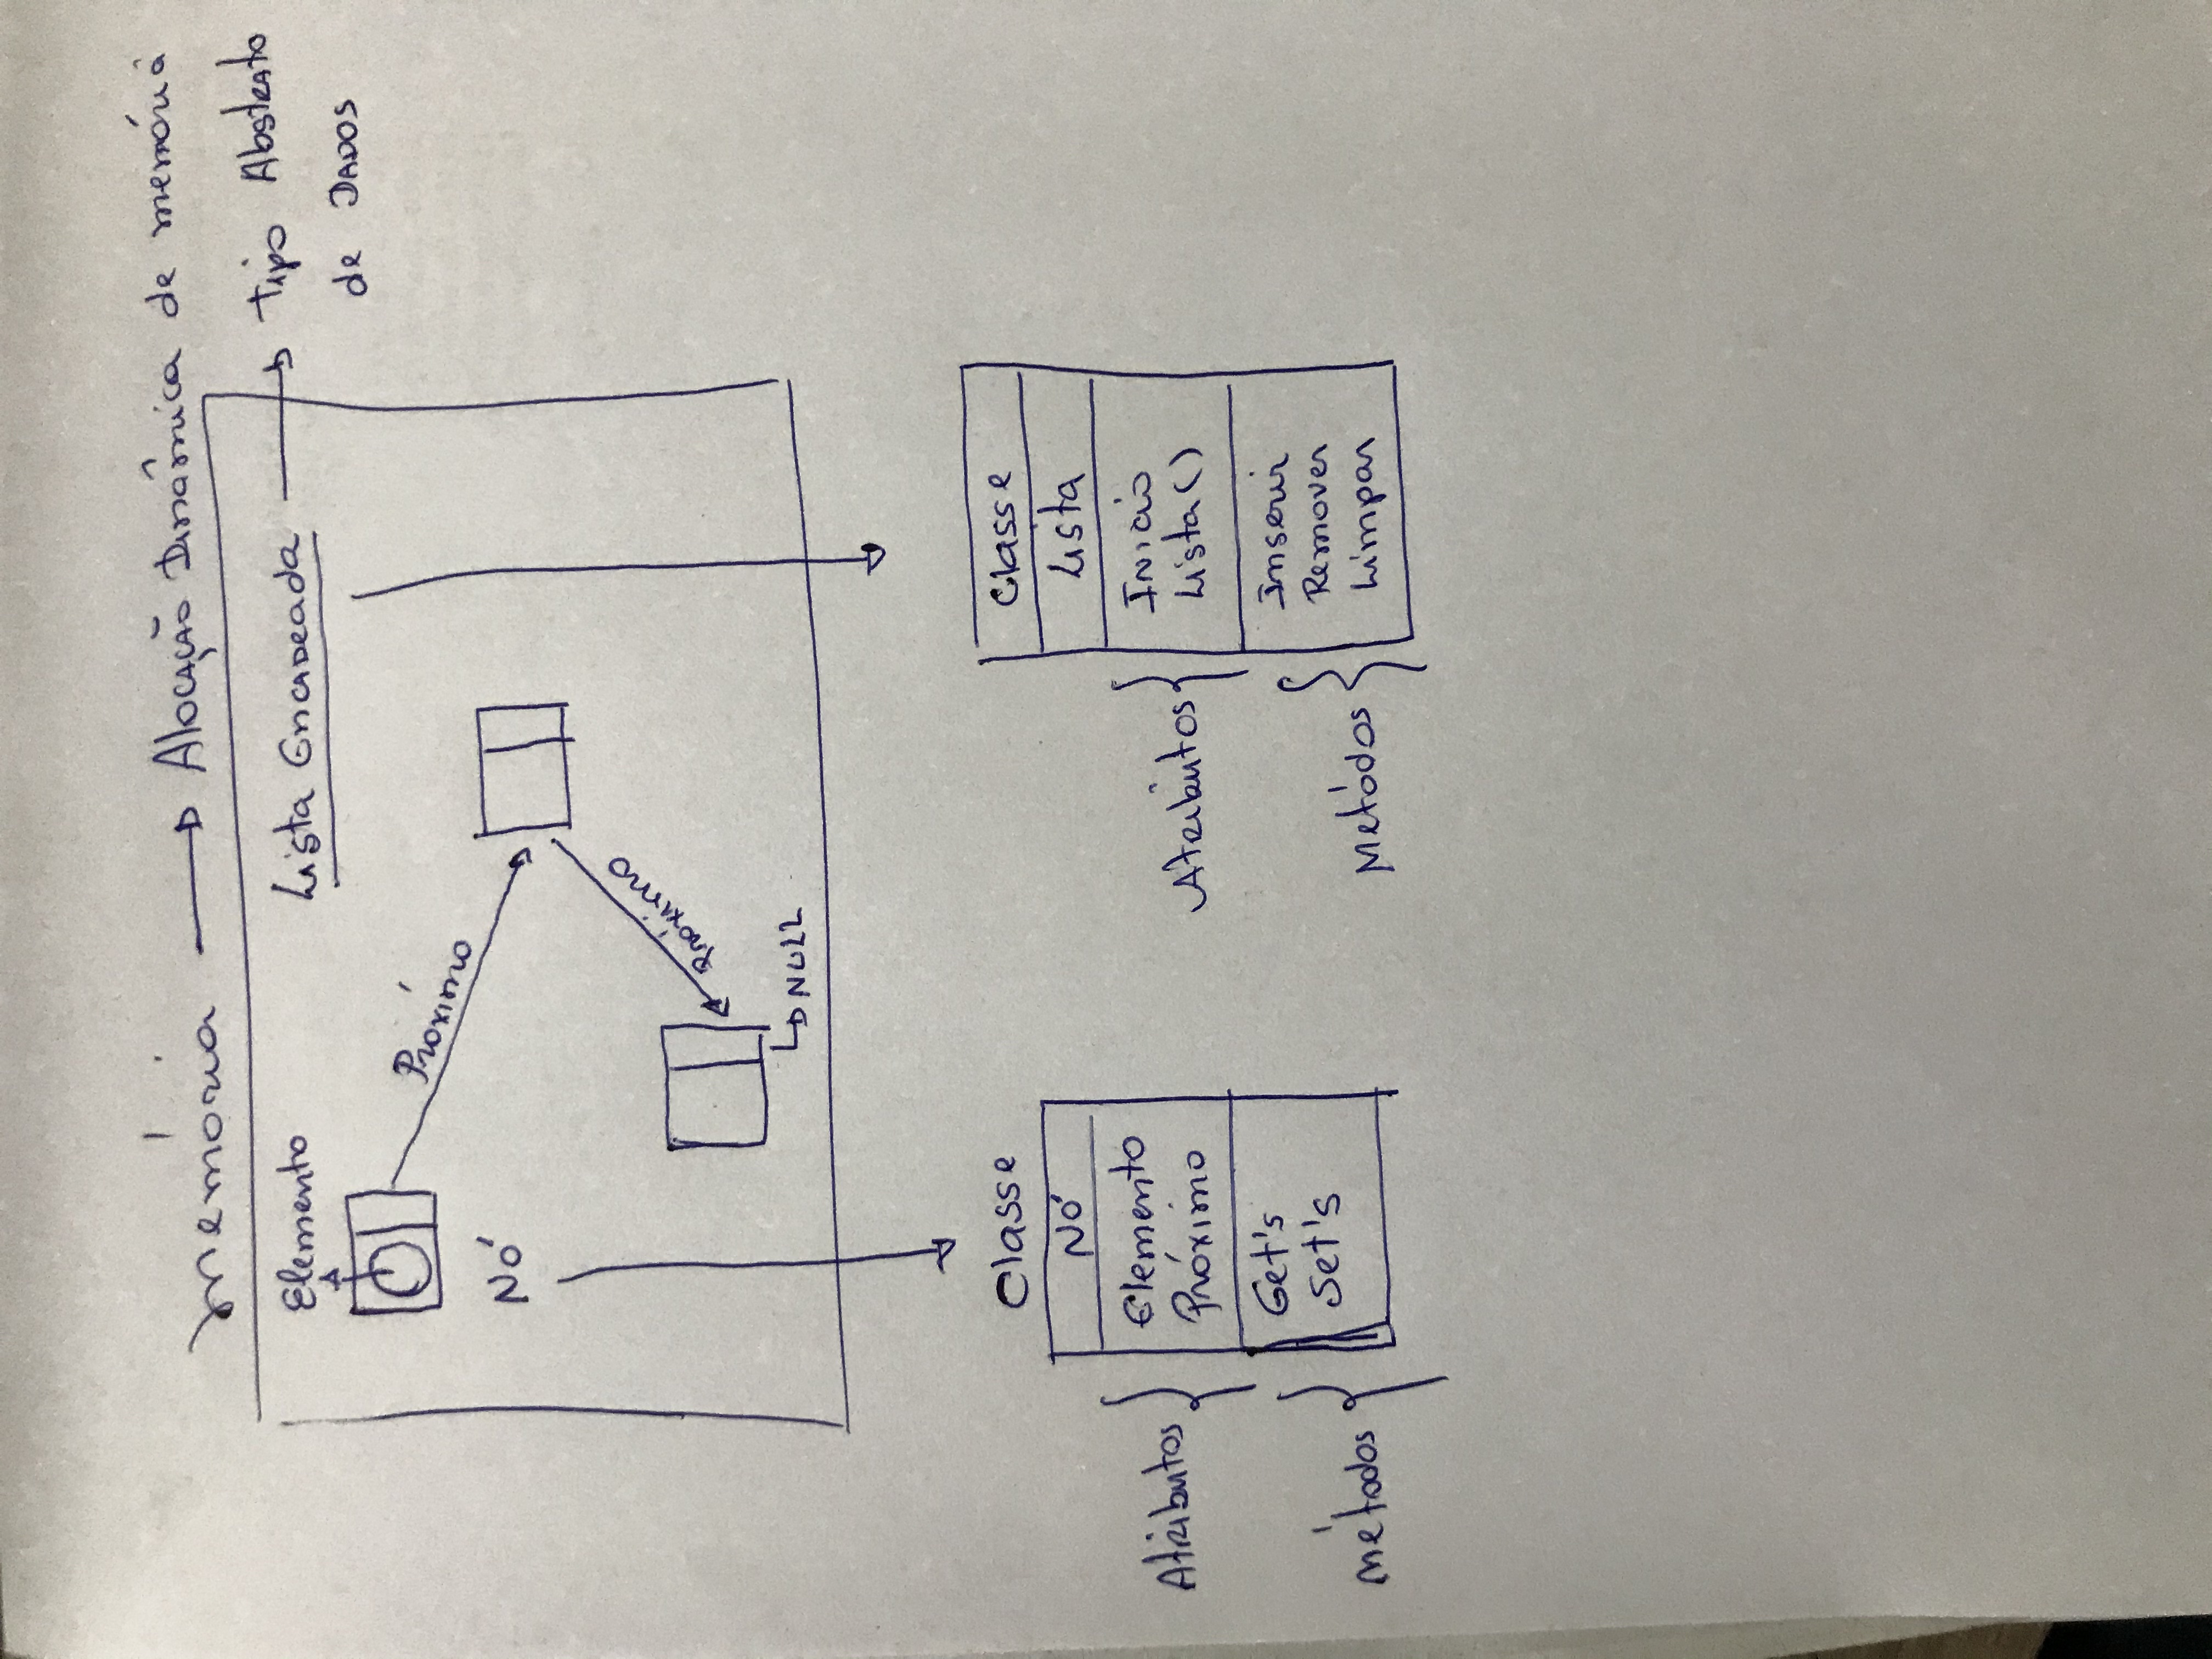 Memória → Alocação Dinâmica de memória
Elemento
Lista Encadeada → Tipo Abstrato
de Dados
Próximo
Nó
Próximo
NULL
Classe
Nó
Atributos
Elemento
Próximo
métodos
Get's
Set's
Classe
Lista
Atributos
Inicio
Lista()
Metódos
Inserir
Remover
Limpar